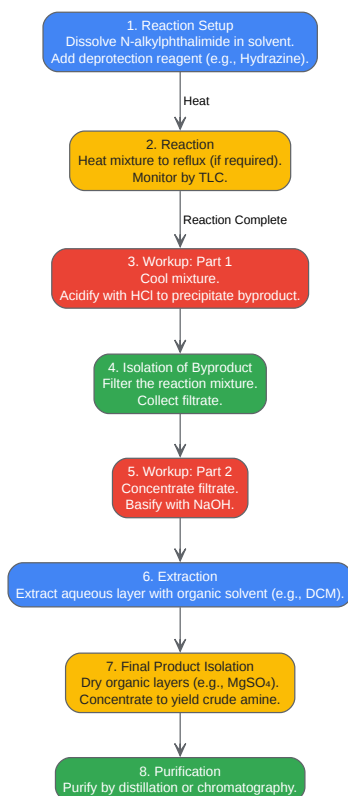 1. Reaction Setup
Dissolve N-alkylphthalimide in solvent.
Add deprotection reagent (e.g., Hydrazine).
Heat
2. Reaction
Heat mixture to reflux (if required).
Monitor by TLC.
Reaction Complete
3. Workup: Part 1
Cool mixture.
Acidify with HCl to precipitate byproduct.
4. Isolation of Byproduct
Filter the reaction mixture.
Collect filtrate.
5. Workup: Part 2
Concentrate filtrate.
Basify with NaOH.
6. Extraction
Extract aqueous layer with organic solvent (e.g., DCM).
7. Final Product Isolation
Dry organic layers (e.g., MgSO₄).
Concentrate to yield crude amine.
8. Purification
Purify by distillation or chromatography.